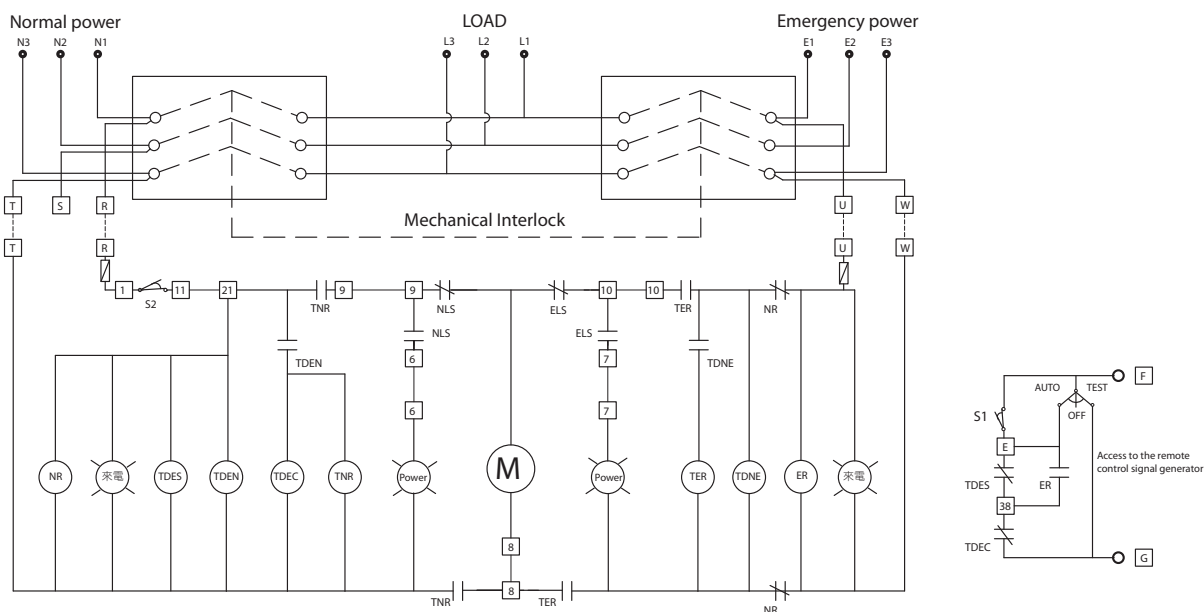 Normal power
LOAD
Emergency power
N3
N2
N1
L3
L2
L1
E1
E2
E3
Mechanical Interlock
T
S
R
U
W
T
R
U
W
1
S2
11
21
TNR
9
9
NLS
ELS
10
10
TER
NR
NLS
ELS
TDEN
TDNE
6
7
6
7
NR
來電
TDES
TDEN
TDEC
TNR
Power
M
Power
TER
TDNE
ER
來電
8
TNR
8
TER
NR
F
AUTO
TEST
OFF
S1
E
Access to the remote
control signal generator
TDES
ER
38
TDEC
G